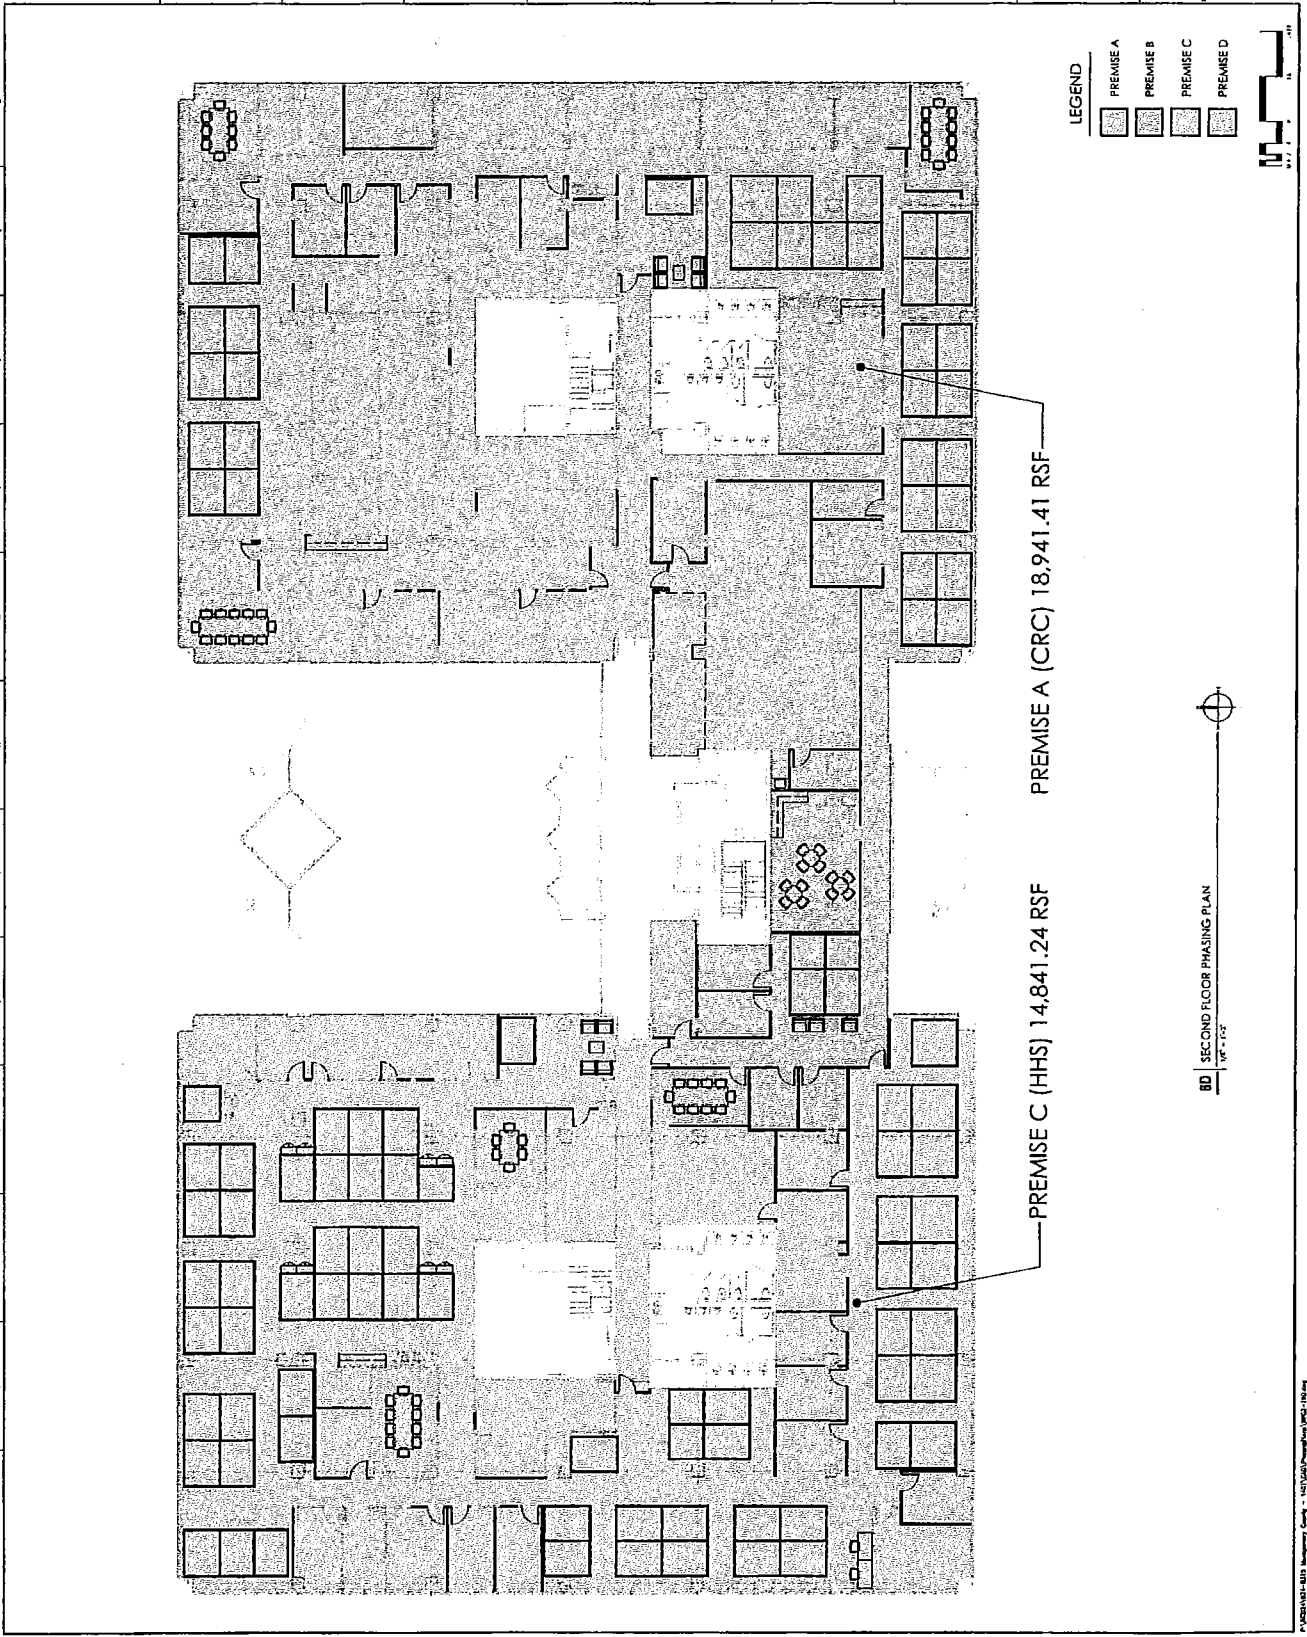 LEGEND
PREMISE A
PREMISE B
PREMISE C
PREMISE D
PREMISE A (CRC) 18,941.41 RSF
PREMISE C (HHS) 14,841.24 RSF
BD SECOND FLOOR PHASING PLAN